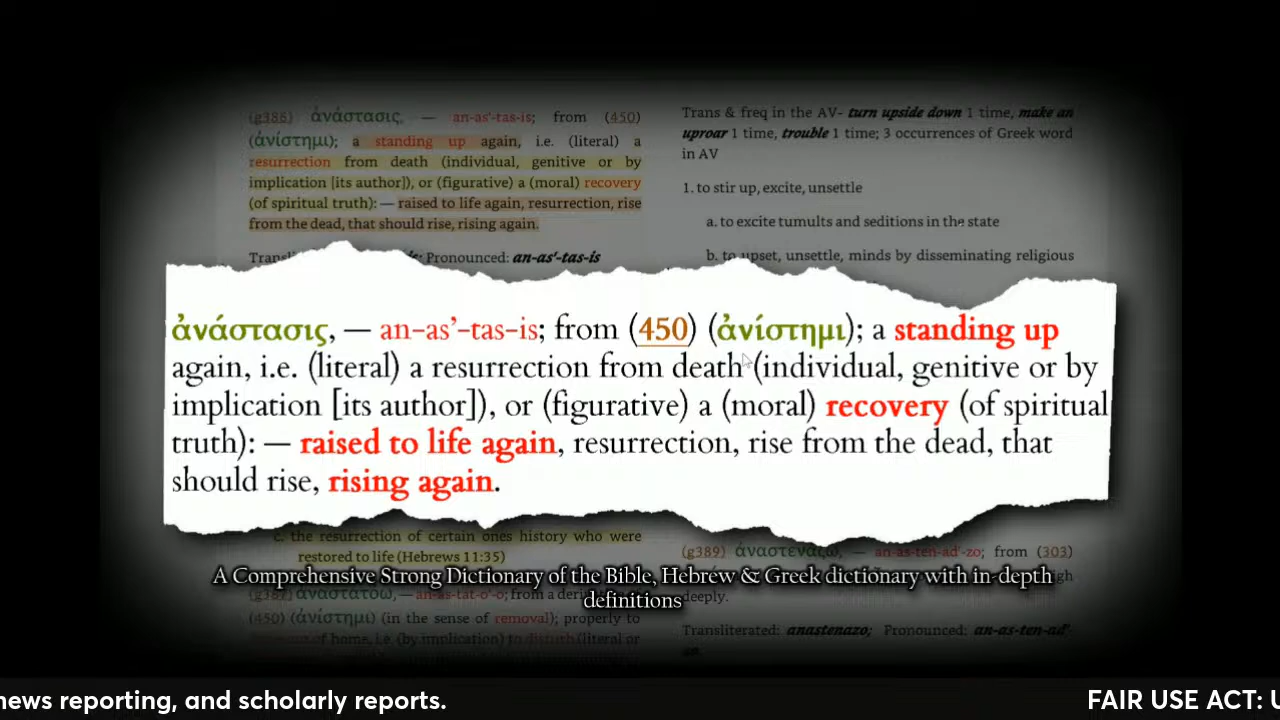 (g386) ἀνάστασις, — an-as'-tas-is; from (450)
(ἀνίστημι); a standing up again, i.e. (literal) a
resurrection from death (individual, genitive or by
implication [its author]), or (figurative) a (moral) recovery
(of spiritual truth): — raised to life again, resurrection, rise
from the dead, that should rise, rising again.
Pronounced: an-as'-tas-is
Trans & freq in the AV- turn upside down 1 time, make an
uproar 1 time, trouble 1 time; 3 occurrences of Greek word
in AV
1. to stir up, excite, unsettle
a. to excite tumults and seditions in the state
b. to upset, unsettle, minds by disseminating religious
ἀνάστασις, — an-as’-tas-is; from (450) (ἀνίστημι); a standing up
again, i.e. (literal) a resurrection from death (individual, genitive or by
implication [its author]), or (figurative) a (moral) recovery (of spiritual
truth): — raised to life again, resurrection, rise from the dead, that
should rise, rising again.
c. the resurrection of certain ones history who were
restored to life (Hebrews 11:35)
(g387) ἀναστατόω, — an-as-tat-o'-o; from a
(450) (ἀνίστημι) (in the sense of removal); properly to
of home, i.e. (by implication) to disturb (literal or
(g389) ἀναστενάζω, — an-as-ten-ad'-zo; from (303)
deeply.
Transliterated: anastenazo; Pronounced: an-as-ten-ad'-
A Comprehensive Strong Dictionary of the Bible, Hebrew & Greek dictionary with in-depth
definitions
news reporting, and scholarly reports. FAIR USE ACT: